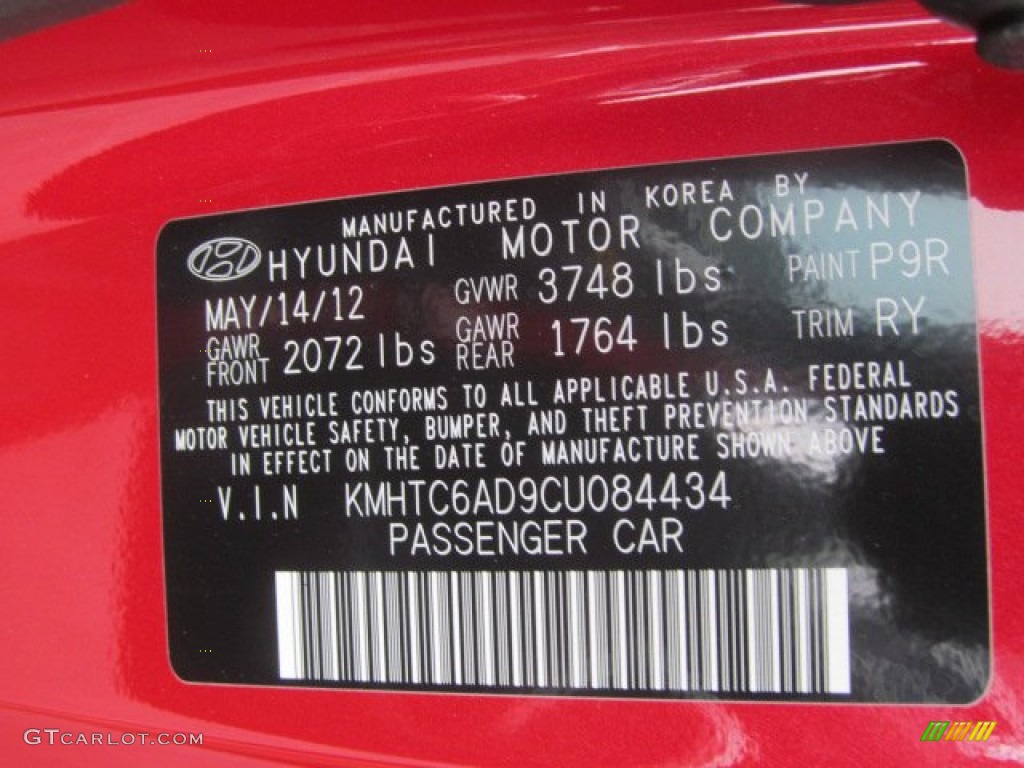 MANUFACTURED IN KOREA BY
HYUNDAI MOTOR COMPANY
MAY/14/12 GVWR 3748 lbs PAINT P9R
GAWR FRONT 2072 lbs GAWR REAR 1764 lbs TRIM RY
THIS VEHICLE CONFORMS TO ALL APPLICABLE U.S.A. FEDERAL
MOTOR VEHICLE SAFETY, BUMPER, AND THEFT PREVENTION STANDARDS
IN EFFECT ON THE DATE OF MANUFACTURE SHOWN ABOVE
V.I.N KMHTC6AD9CU084434
PASSENGER CAR
GTCARLOT.COM